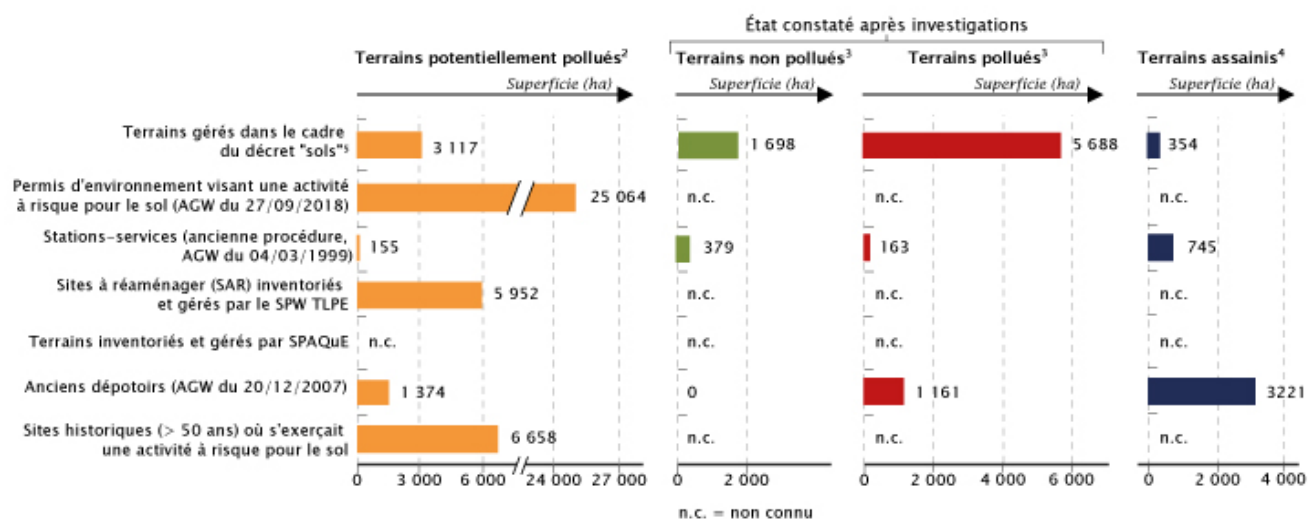 État constaté après investigations
Terrains potentiellement pollués²
Terrains non pollués³
Terrains pollués³
Terrains assainis⁴
Superficie (ha)
Superficie (ha)
Superficie (ha)
Superficie (ha)
Terrains gérés dans le cadre
du décret "sols"⁵
3 117
1 698
5 688
354
Permis d'environnement visant une activité
à risque pour le sol (AGW du 27/09/2018)
25 064
n.c.
n.c.
n.c.
Stations-services (ancienne procédure,
AGW du 04/03/1999)
155
379
163
745
Sites à réaménager (SAR) inventoriés
et gérés par le SPW TLPE
5 952
n.c.
n.c.
n.c.
Terrains inventoriés et gérés par SPAQuE
n.c.
n.c.
n.c.
n.c.
Anciens dépotoirs (AGW du 20/12/2007)
1 374
0
1 161
3221
Sites historiques (> 50 ans) où s'exerçait
une activité à risque pour le sol
6 658
n.c.
n.c.
n.c.
0 3 000 6 000 24 000 27 000
0 2 000
0 2 000 4 000 6 000
0 2 000 4 000
n.c. = non connu